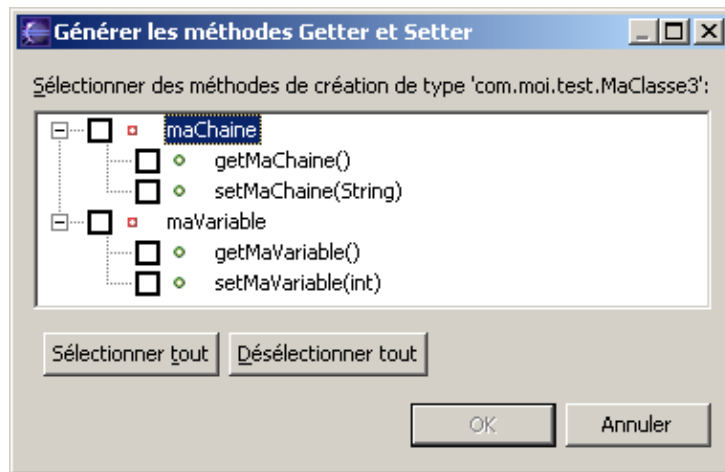 Générer les méthodes Getter et Setter
Sélectionner des méthodes de création de type 'com.moi.test.MaClasse3':
maChaine
getMaChaine()
setMaChaine(String)
maVariable
getMaVariable()
setMaVariable(int)
Sélectionner tout Désélectionner tout
OK Annuler